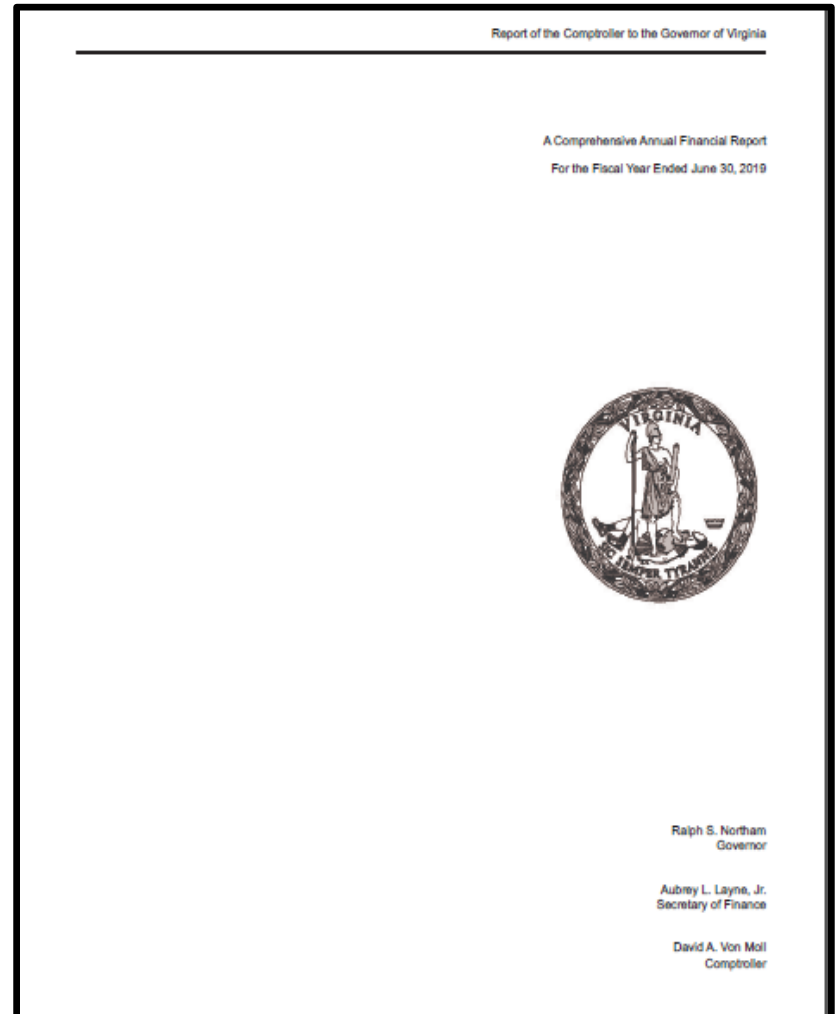 Report of the Comptroller to the Governor of Virginia
A Comprehensive Annual Financial Report
For the Fiscal Year Ended June 30, 2019
VIRGINIA
SIC SEMPER TYRANNIS
Ralph S. Northam
Governor
Aubrey L. Layne, Jr.
Secretary of Finance
David A. Von Moll
Comptroller